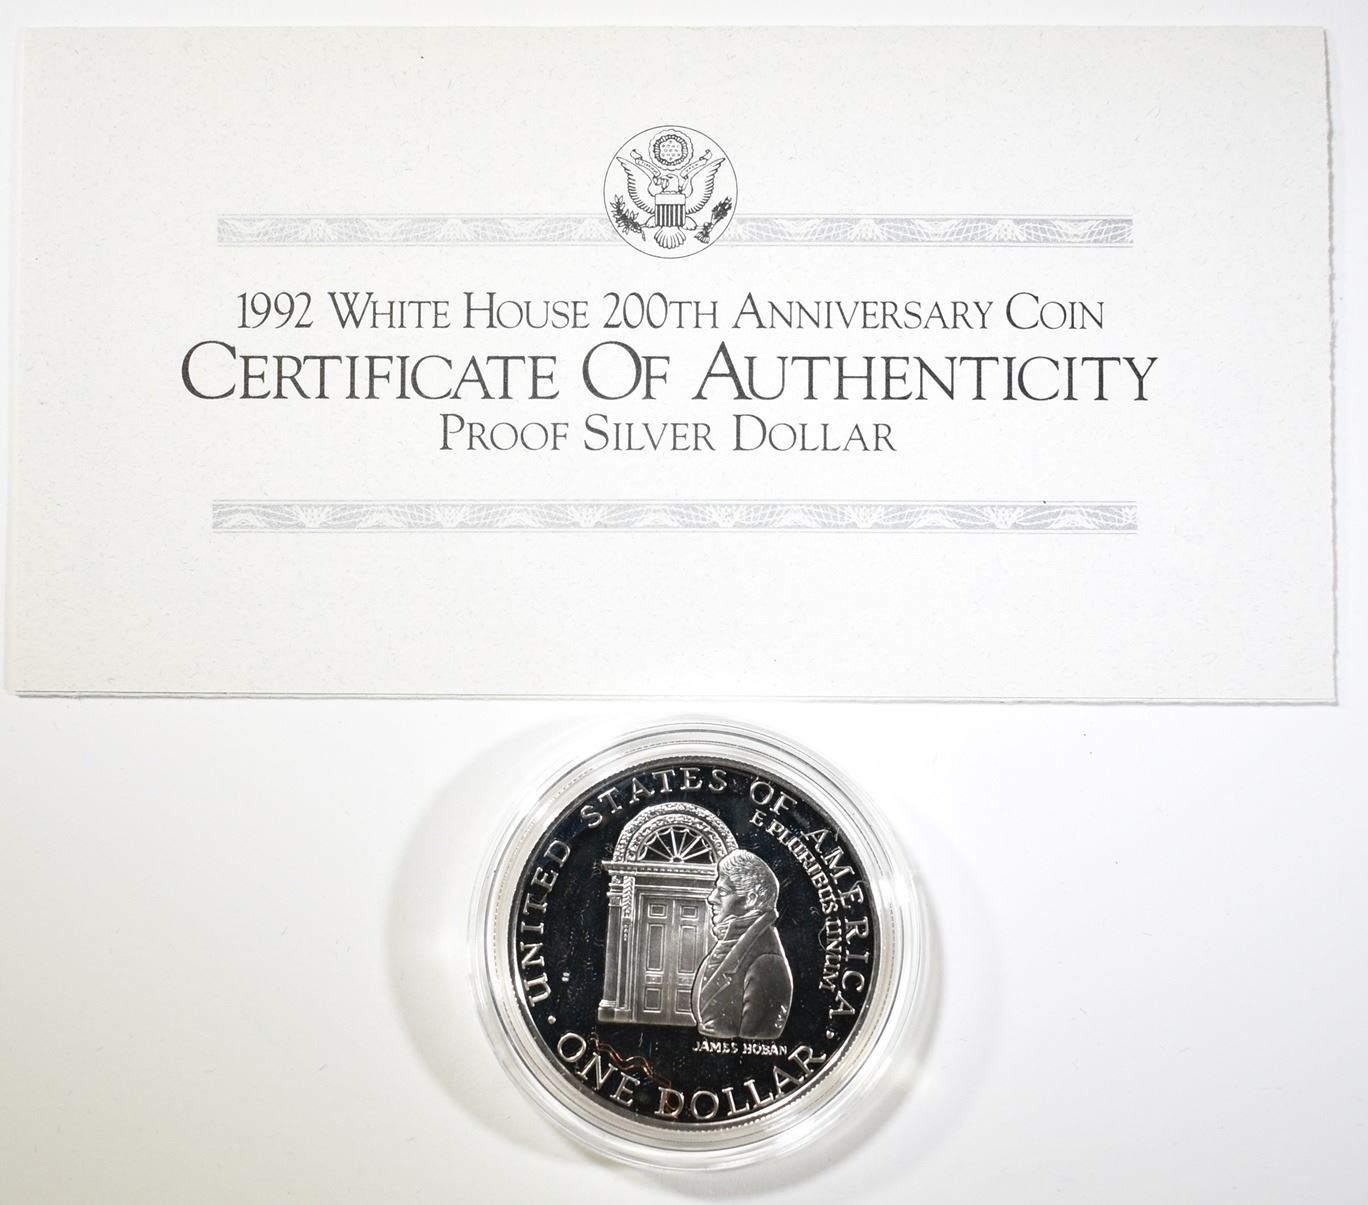 1992 WHITE HOUSE 200TH ANNIVERSARY COIN
CERTIFICATE OF AUTHENTICITY
PROOF SILVER DOLLAR
UNITED STATES OF AMERICA
E PLURIBUS UNUM
JAMES HOBAN
ONE DOLLAR